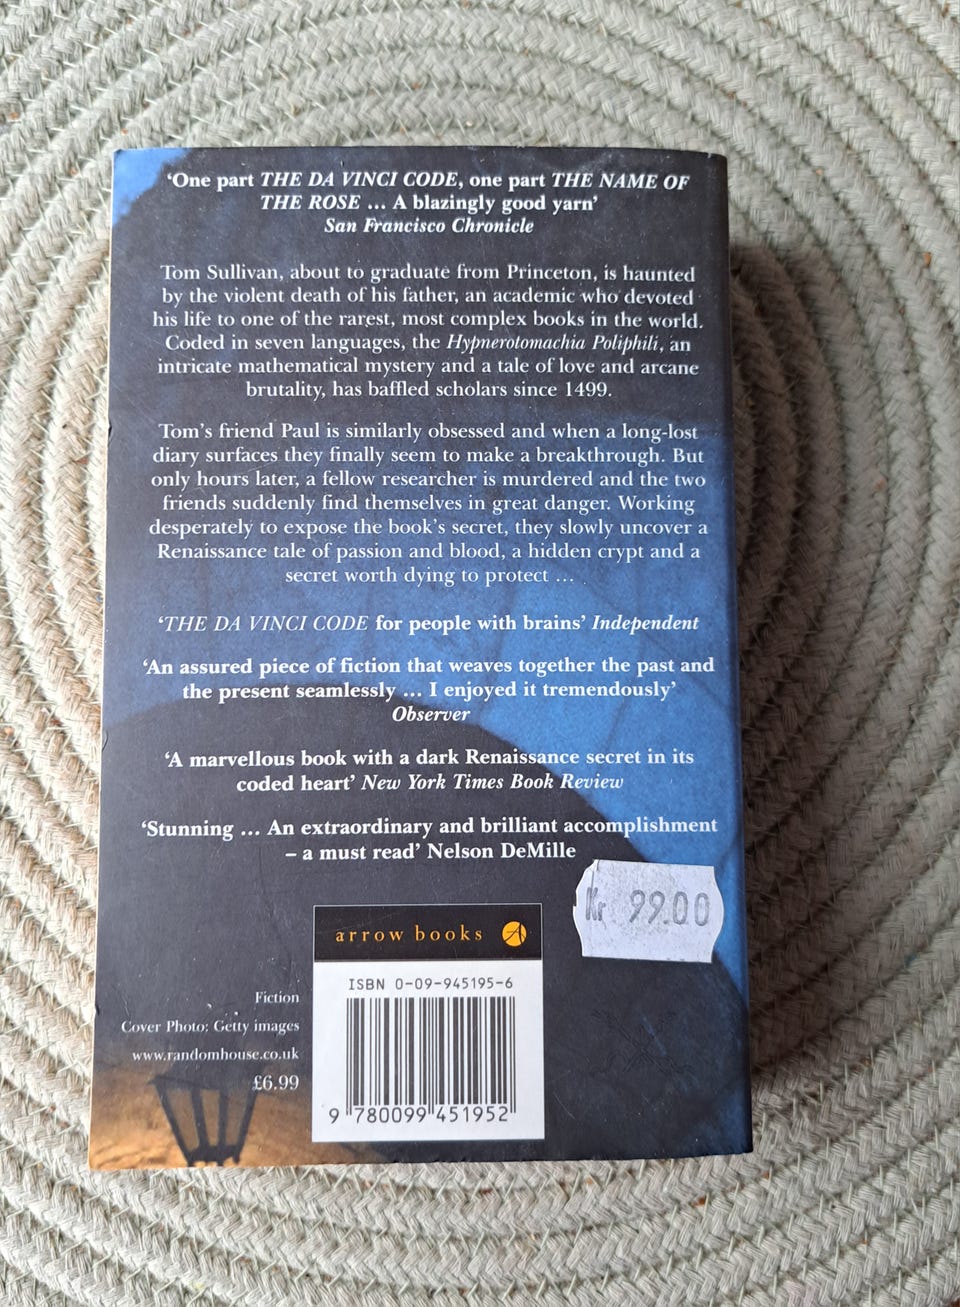 ‘One part THE DA VINCI CODE, one part THE NAME OF
THE ROSE ... A blazingly good yarn’
San Francisco Chronicle
Tom Sullivan, about to graduate from Princeton, is haunted
by the violent death of his father, an academic who devoted
his life to one of the rarest, most complex books in the world.
Coded in seven languages, the Hypnerotomachia Poliphili, an
intricate mathematical mystery and a tale of love and arcane
brutality, has baffled scholars since 1499.
Tom’s friend Paul is similarly obsessed and when a long-lost
diary surfaces they finally seem to make a breakthrough. But
only hours later, a fellow researcher is murdered and the two
friends suddenly find themselves in great danger. Working
desperately to expose the book’s secret, they slowly uncover a
Renaissance tale of passion and blood, a hidden crypt and a
secret worth dying to protect ...
‘THE DA VINCI CODE for people with brains’ Independent
‘An assured piece of fiction that weaves together the past and
the present seamlessly ... I enjoyed it tremendously’
Observer
‘A marvellous book with a dark Renaissance secret in its
coded heart’ New York Times Book Review
‘Stunning ... An extraordinary and brilliant accomplishment
– a must read’ Nelson DeMille
Kr 99.00
arrow books
ISBN 0-09-945195-6
Fiction
Cover Photo: Getty images
www.randomhouse.co.uk
£6.99
9 780099 451952